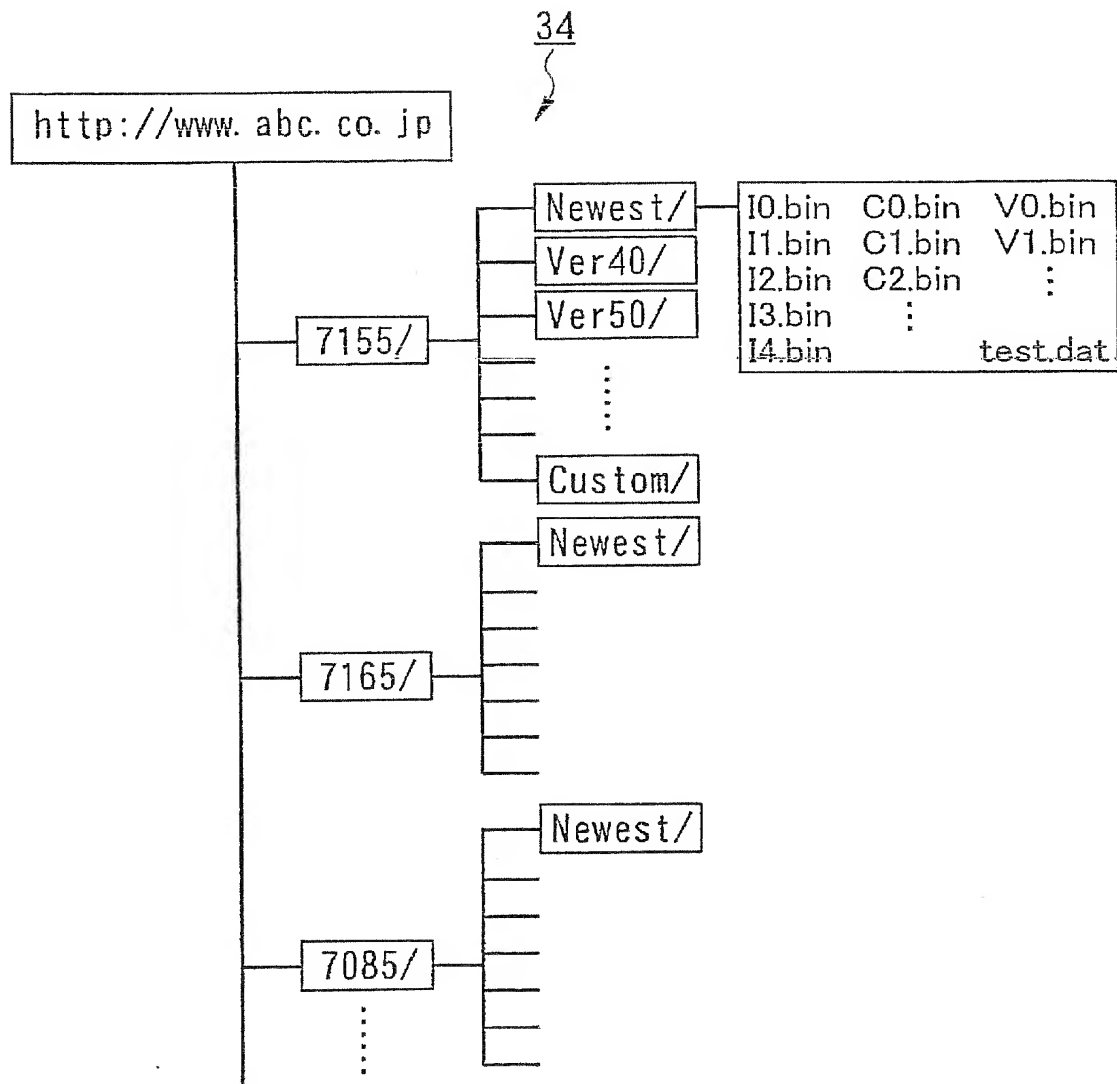 34
http://www.abc.co.jp
Newest/
I0.bin C0.bin V0.bin
Ver40/
I1.bin C1.bin V1.bin
I2.bin C2.bin
Ver50/
I3.bin
7155/
I4.bin test.dat
Custom/
Newest/
7165/
Newest/
7085/